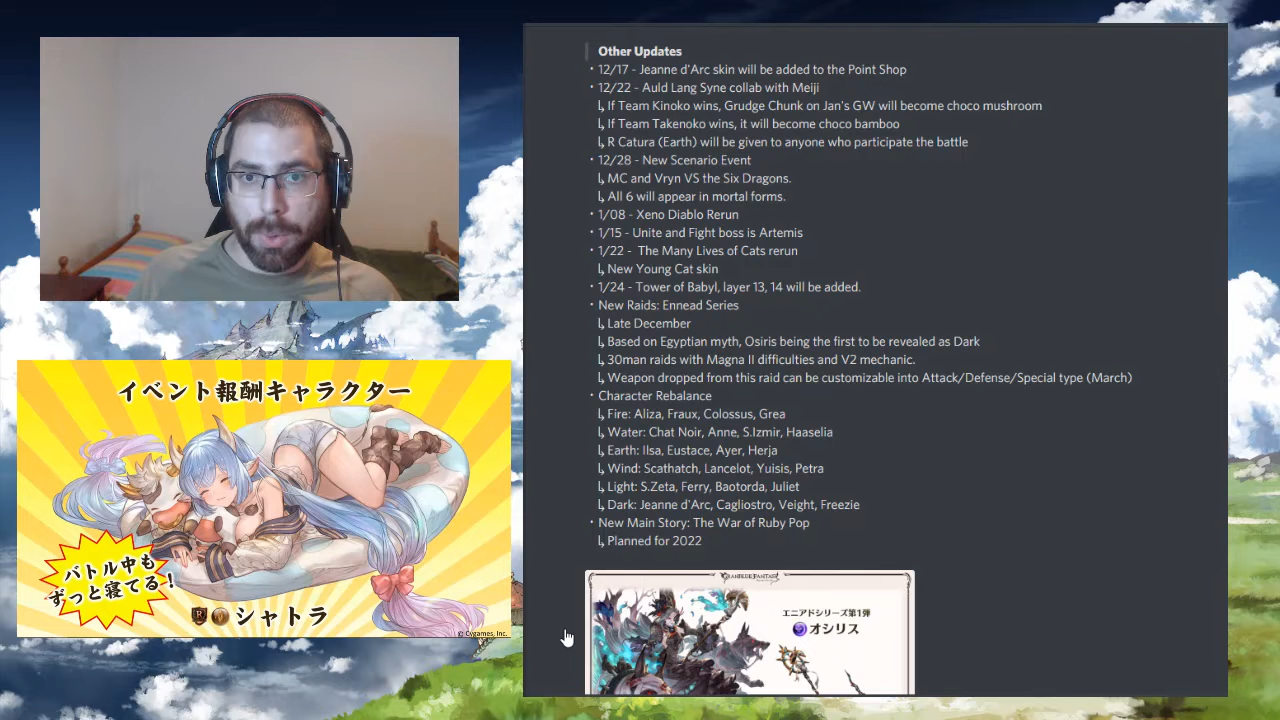 Other Updates
・12/17 - Jeanne d'Arc skin will be added to the Point Shop
・12/22 - Auld Lang Syne collab with Meiji
↳ If Team Kinoko wins, Grudge Chunk on Jan's GW will become choco mushroom
↳ If Team Takenoko wins, it will become choco bamboo
↳ R Catura (Earth) will be given to anyone who participate the battle
・12/28 - New Scenario Event
↳ MC and Vryn VS the Six Dragons.
↳ All 6 will appear in mortal forms.
・1/08 - Xeno Diablo Rerun
・1/15 - Unite and Fight boss is Artemis
・1/22 -  The Many Lives of Cats rerun
↳ New Young Cat skin
・1/24 - Tower of Babyl, layer 13, 14 will be added.
・New Raids: Ennead Series
↳ Late December
↳ Based on Egyptian myth, Osiris being the first to be revealed as Dark
↳ 30man raids with Magna II difficulties and V2 mechanic.
↳ Weapon dropped from this raid can be customizable into Attack/Defense/Special type (March)
・Character Rebalance
↳ Fire: Aliza, Fraux, Colossus, Grea
↳ Water: Chat Noir, Anne, S.Izmir, Haaselia
↳ Earth: Ilsa, Eustace, Ayer, Herja
↳ Wind: Scathatch, Lancelot, Yuisis, Petra
↳ Light: S.Zeta, Ferry, Baotorda, Juliet
↳ Dark: Jeanne d'Arc, Cagliostro, Veight, Freezie
・New Main Story: The War of Ruby Pop
↳ Planned for 2022
GRANBLUE FANTASY
エニアドシリーズ第1弾
オシリス
イベント報酬キャラクター
バトル中も
ずっと寝てる!
R シャトラ
© Cygames, Inc.